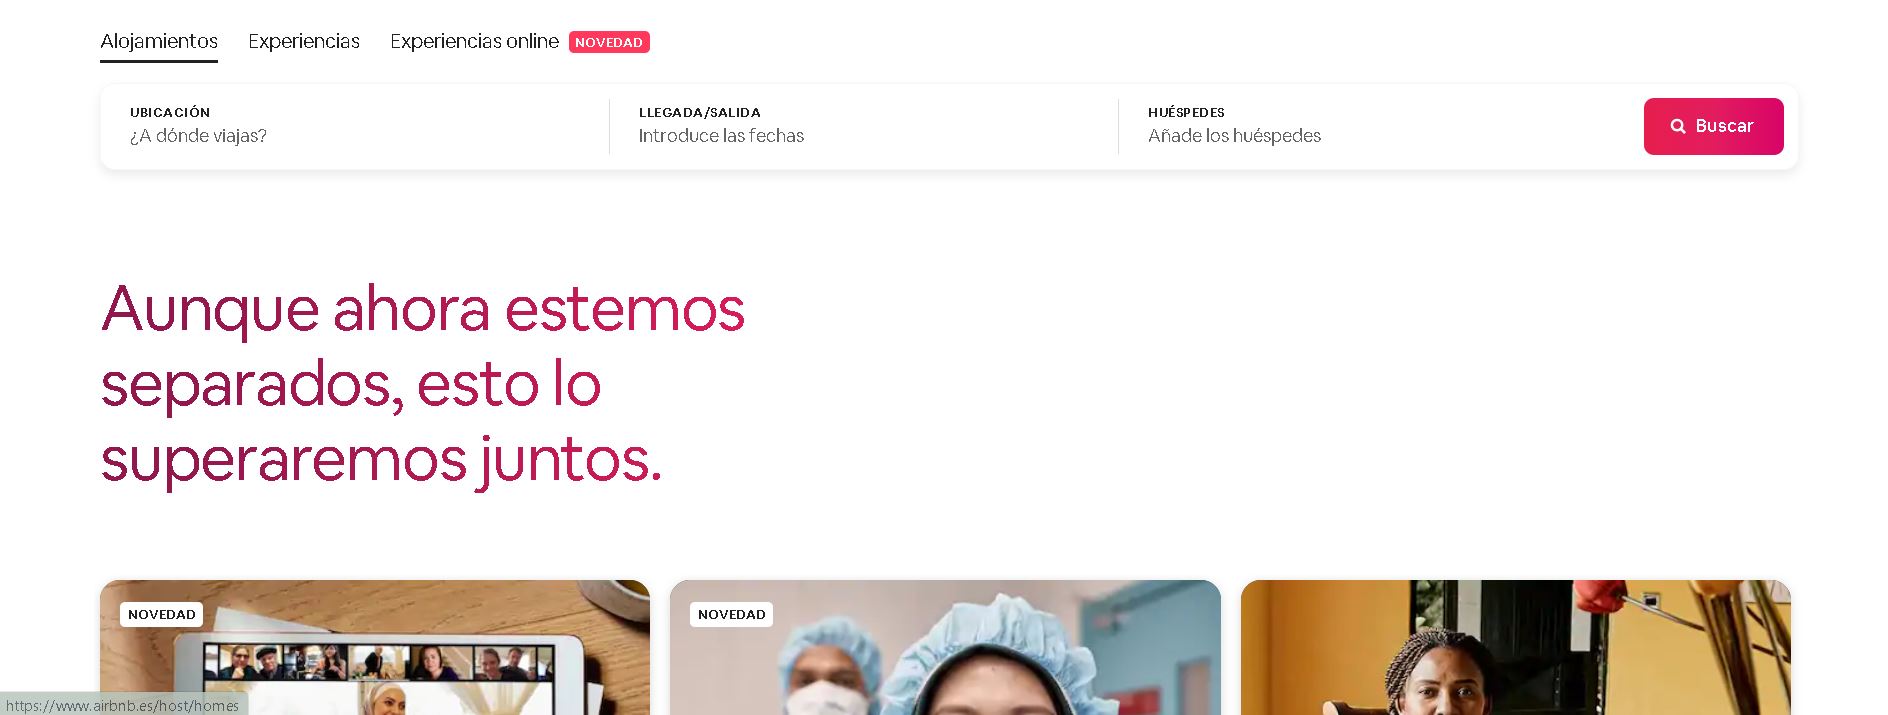 Alojamientos Experiencias Experiencias online NOVEDAD
UBICACIÓN
¿A dónde viajas?
LLEGADA/SALIDA
Introduce las fechas
HUÉSPEDES
Añade los huéspedes
Buscar
Aunque ahora estemos
separados, esto lo
superaremos juntos.
NOVEDAD
NOVEDAD
https://www.airbnb.es/host/homes